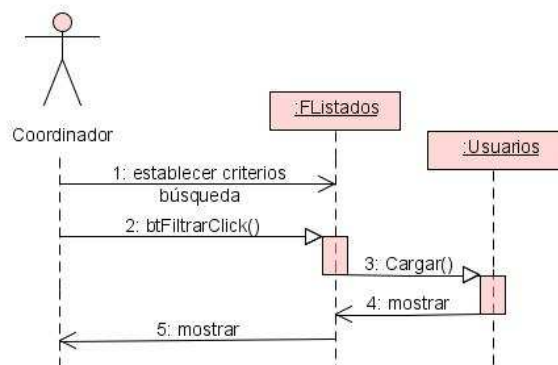 :FListados
Coordinador
:Usuarios
1: establecer criterios
búsqueda
2: btFiltrarClick()
3: Cargar()
4: mostrar
5: mostrar